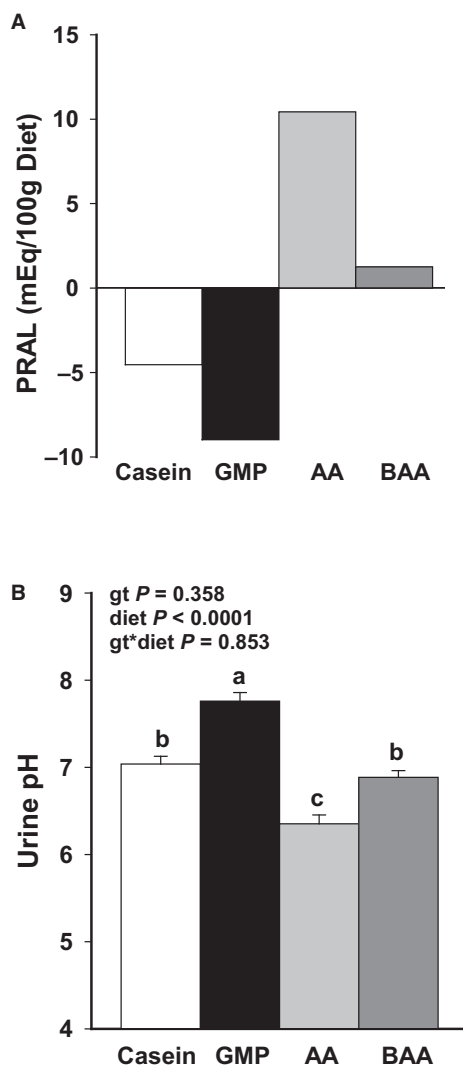 A
15
10
5
0
–5
–10
PRAL (mEq/100g Diet)
Casein GMP AA BAA
B
9
8
7
6
5
4
Urine pH
gt P = 0.358
diet P < 0.0001
gt*diet P = 0.853
b a c b
Casein GMP AA BAA